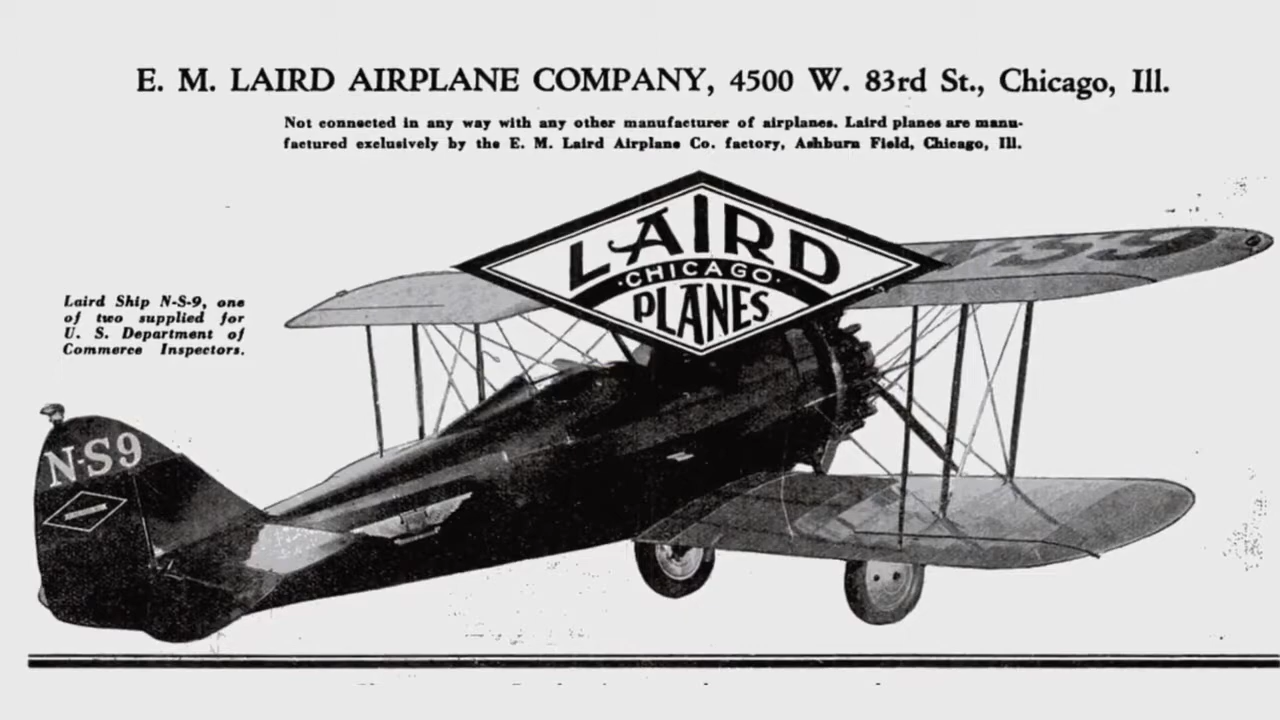 E. M. LAIRD AIRPLANE COMPANY, 4500 W. 83rd St., Chicago, Ill.
Not connected in any way with any other manufacturer of airplanes. Laird planes are manu-
factured exclusively by the E. M. Laird Airplane Co. factory, Ashburn Field, Chicago, Ill.
LAIRD
·CHICAGO·
PLANES
N-S-9
Laird Ship N-S-9, one
of two supplied for
U. S. Department of
Commerce Inspectors.
N-S9